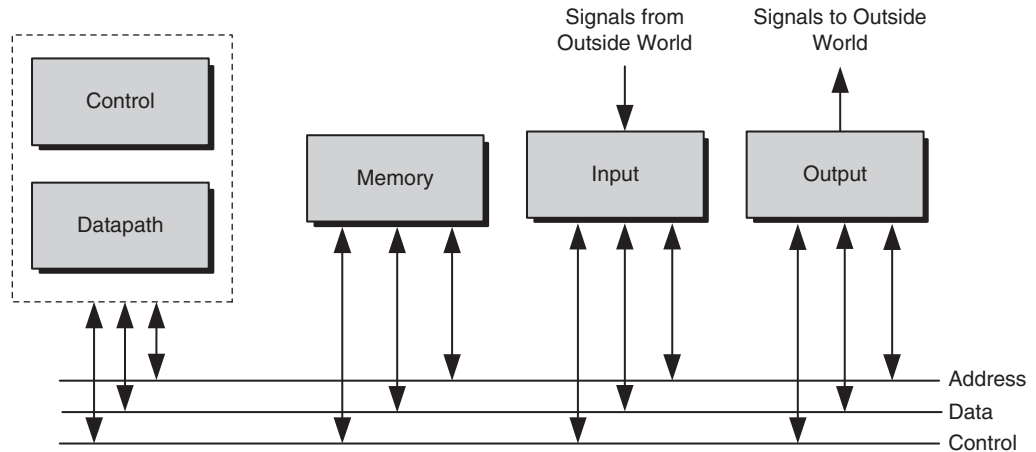 Signals from
Outside World
Signals to Outside
World
Control
Memory
Input
Output
Datapath
Address
Data
Control